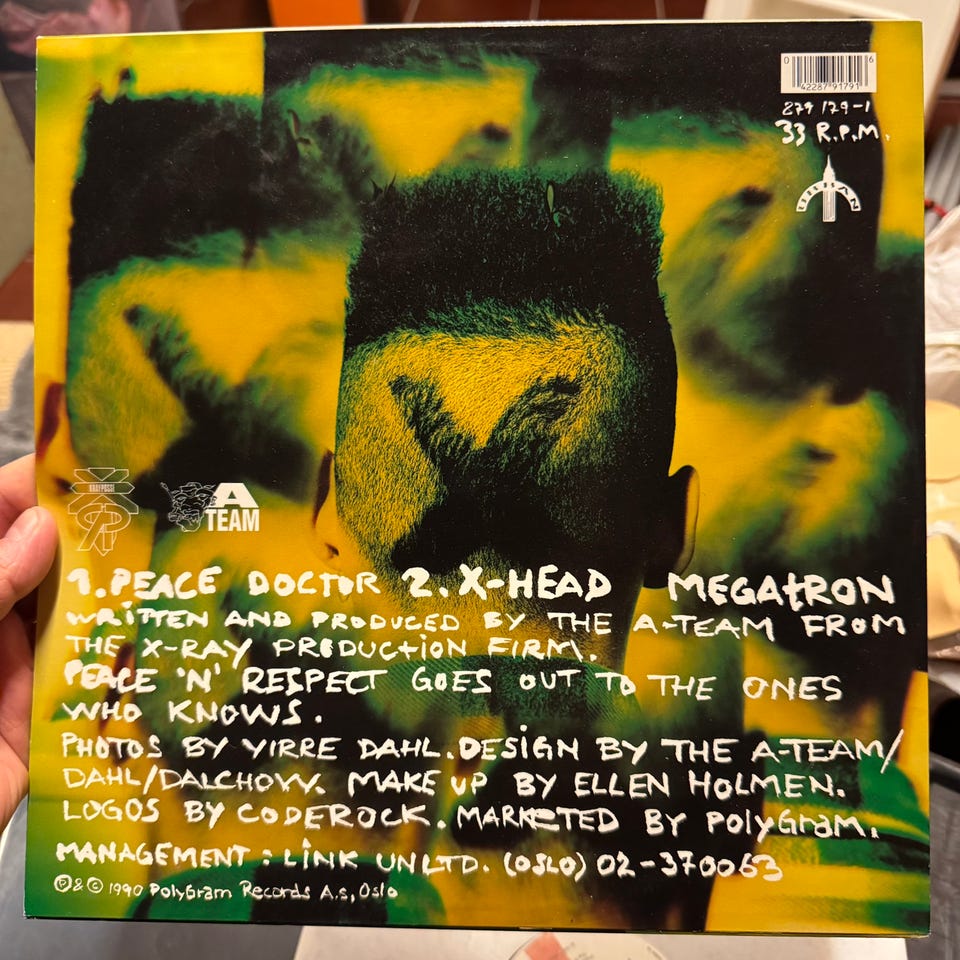 0 42287 91791 6
879 179-1
33 R.P.M.
URBAN
XRAYPOSSE
A
TEAM
1. PEACE DOCTOR 2. X-HEAD MEGATRON
WRITTEN AND PRODUCED BY THE A-TEAM FROM
THE X-RAY PRODUCTION FIRM.
PEACE 'N' RESPECT GOES OUT TO THE ONES
WHO KNOWS.
PHOTOS BY YIRRE DAHL. DESIGN BY THE A-TEAM/
DAHL/DALCHOW. MAKE UP BY ELLEN HOLMEN.
LOGOS BY CODEROCK. MARKETED BY POLYGRAM.
MANAGEMENT: LINK UNLTD. (OSLO) 02-370063
℗ & © 1990 PolyGram Records A.s, Oslo